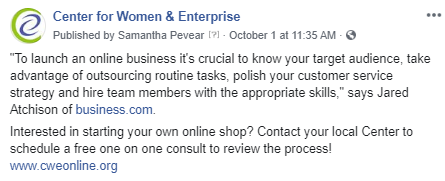 Center for Women & Enterprise
Published by Samantha Pevear [?] · October 1 at 11:35 AM ·
"To launch an online business it's crucial to know your target audience, take
advantage of outsourcing routine tasks, polish your customer service
strategy and hire team members with the appropriate skills," says Jared
Atchison of business.com.
Interested in starting your own online shop? Contact your local Center to
schedule a free one on one consult to review the process!
www.cweonline.org